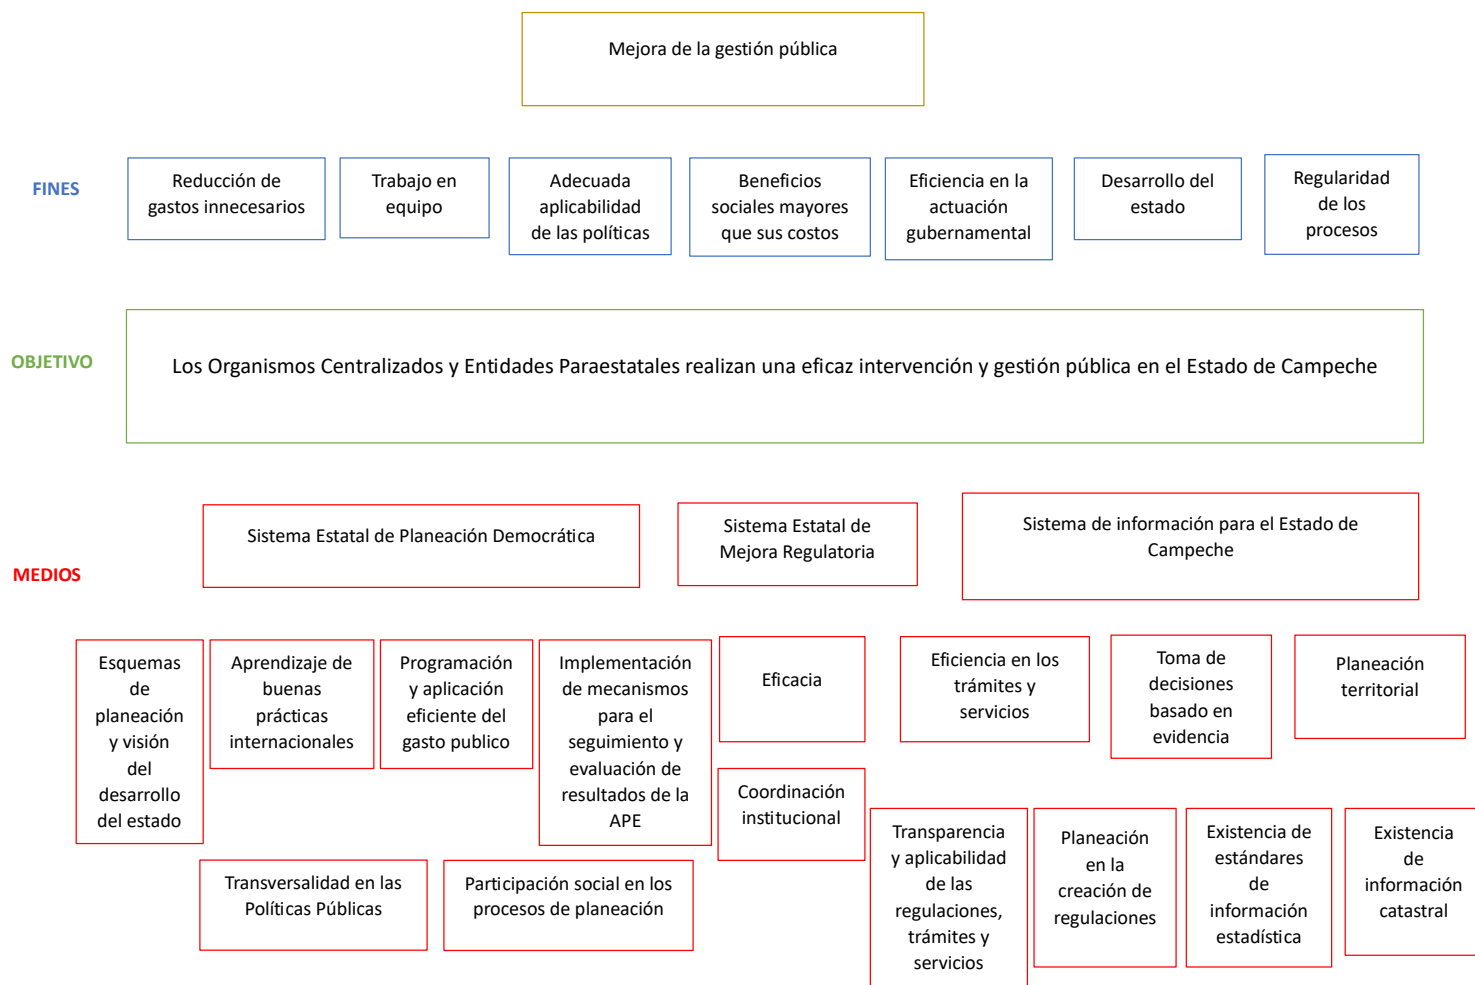 Mejora de la gestión pública
FINES
Reducción de
gastos innecesarios
Trabajo en
equipo
Adecuada
aplicabilidad
de las políticas
Beneficios
sociales mayores
que sus costos
Eficiencia en la
actuación
gubernamental
Desarrollo del
estado
Regularidad
de los
procesos
OBJETIVO
Los Organismos Centralizados y Entidades Paraestatales realizan una eficaz intervención y gestión pública en el Estado de Campeche
MEDIOS
Sistema Estatal de Planeación Democrática
Sistema Estatal de
Mejora Regulatoria
Sistema de información para el Estado de
Campeche
Esquemas
de
planeación
y visión
del
desarrollo
del estado
Aprendizaje de
buenas
prácticas
internacionales
Programación
y aplicación
eficiente del
gasto publico
Implementación
de mecanismos
para el
seguimiento y
evaluación de
resultados de la
APE
Eficacia
Eficiencia en los
trámites y
servicios
Toma de
decisiones
basado en
evidencia
Planeación
territorial
Coordinación
institucional
Transversalidad en las
Políticas Públicas
Participación social en los
procesos de planeación
Transparencia
y aplicabilidad
de las
regulaciones,
trámites y
servicios
Planeación
en la
creación de
regulaciones
Existencia de
estándares
de
información
estadística
Existencia
de
información
catastral